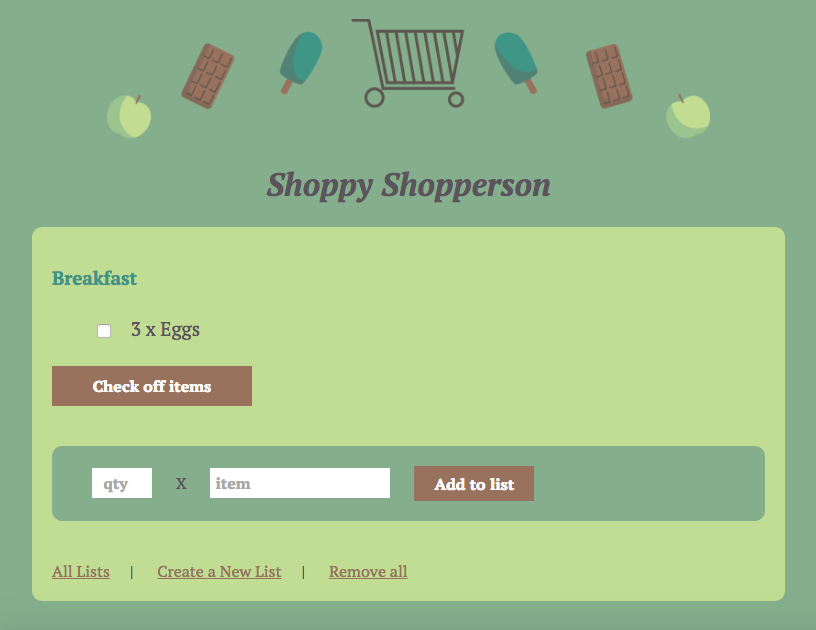 Shoppy Shopperson
Breakfast
3 x Eggs
Check off items
qty x item Add to list
All Lists | Create a New List | Remove all